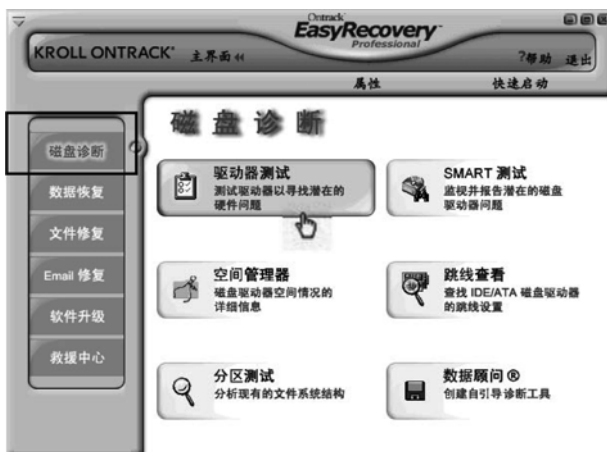 Ontrack
EasyRecovery™
Professional
KROLL ONTRACK®
主界面
?帮助 退出
属性 快速启动
磁盘诊断
数据恢复
文件修复
Email 修复
软件升级
救援中心
磁盘诊断
驱动器测试
测试驱动器以寻找潜在的
硬件问题
SMART 测试
监视并报告潜在的磁盘
驱动器问题
空间管理器
磁盘驱动器空间情况的
详细信息
跳线查看
查找 IDE/ATA 磁盘驱动器
的跳线设置
分区测试
分析现有的文件系统结构
数据顾问 ®
创建自引导诊断工具